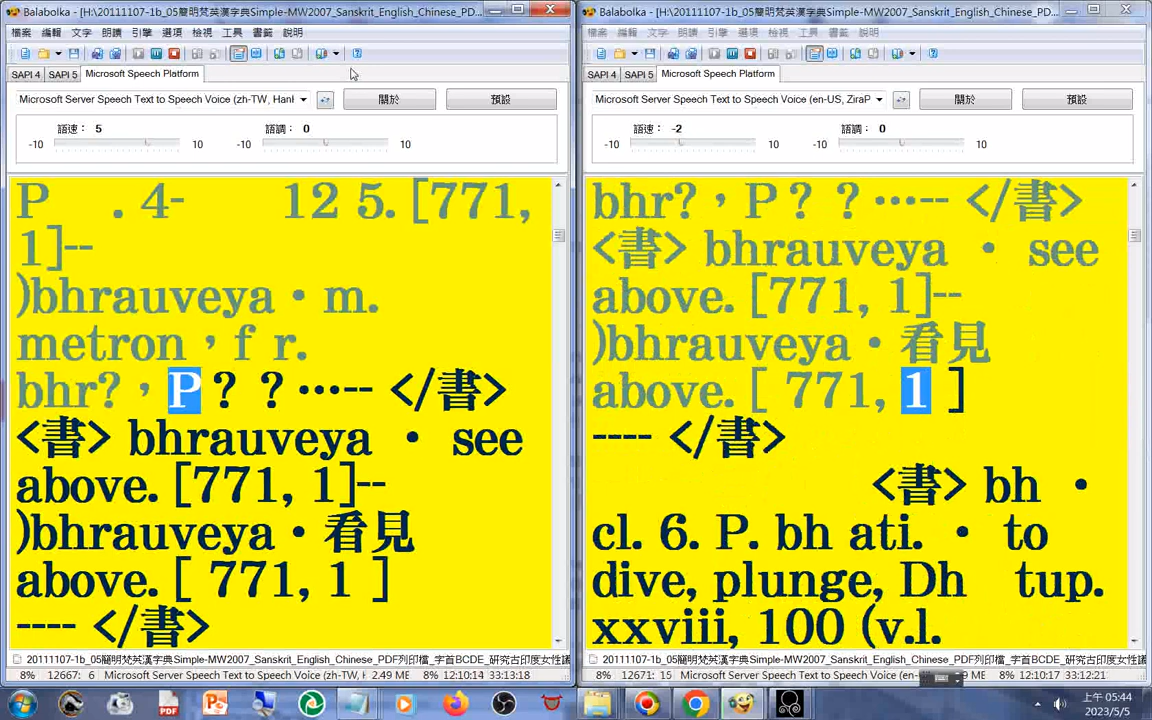 Balabolka - [H:\20111107-1b_05簡明梵英漢字典Simple-MW2007_Sanskrit_English_Chinese_PD...
檔案 編輯 文字 朗讀 引擎 選項 檢視 工具 書籤 說明
SAPI 4 SAPI 5 Microsoft Speech Platform
Microsoft Server Speech Text to Speech Voice (zh-TW, Hanl
關於 預設
語速： 5 語調： 0
-10 10 -10 10
P . 4- 12 5. [771,
1]--
)bhrauveya・m.
metron，f r.
bhr?，P？？…-- </書>
<書> bhrauveya ・ see
above. [771, 1]--
)bhrauveya・看見
above. [ 771, 1 ]
---- </書>
20111107-1b_05簡明梵英漢字典Simple-MW2007_Sanskrit_English_Chinese_PDF列印檔_字首BCDE_研究古印度女性議
8% 12667: 6 Microsoft Server Speech Text to Speech Voice (zh-TW, H 2.49 MB 8% 12:10:14 33:13:18
Balabolka - [H:\20111107-1b_05簡明梵英漢字典Simple-MW2007_Sanskrit_English_Chinese_PD...
檔案 編輯 文字 朗讀 引擎 選項 檢視 工具 書籤 說明
SAPI 4 SAPI 5 Microsoft Speech Platform
Microsoft Server Speech Text to Speech Voice (en-US, ZiraP
關於 預設
語速： -2 語調： 0
-10 10 -10 10
bhr?，P？？…-- </書>
<書> bhrauveya ・ see
above. [771, 1]--
)bhrauveya・看見
above. [ 771, 1 ]
---- </書>
<書> bh ・
cl. 6. P. bh ati. ・ to
dive, plunge, Dh tup.
xxviii, 100 (v.l.
20111107-1b_05簡明梵英漢字典Simple-MW2007_Sanskrit_English_Chinese_PDF列印檔_字首BCDE_研究古印度女性議
8% 12671: 15 Microsoft Server Speech Text to Speech Voice (en-US 9 MB 8% 12:10:17 33:12:21
PDF
上午 05:44
2023/5/5